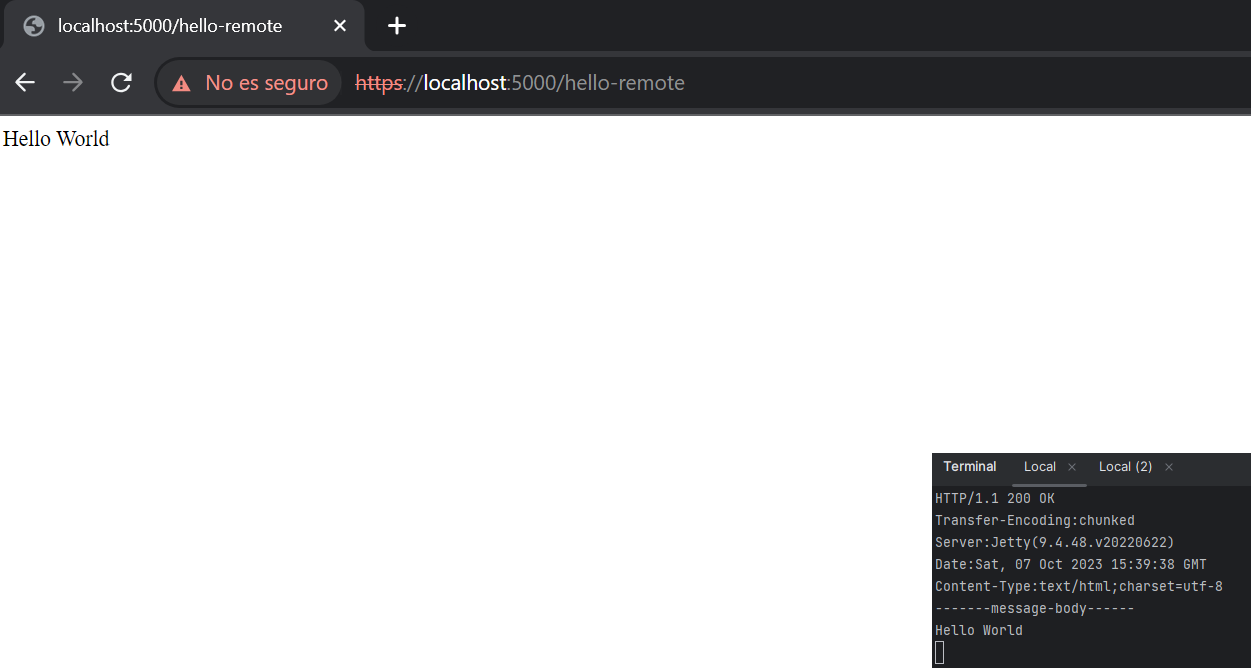 localhost:5000/hello-remote
No es seguro https://localhost:5000/hello-remote
Hello World
Terminal Local Local (2)
HTTP/1.1 200 OK
Transfer-Encoding:chunked
Server:Jetty(9.4.48.v20220622)
Date:Sat, 07 Oct 2023 15:39:38 GMT
Content-Type:text/html;charset=utf-8
-------message-body------
Hello World